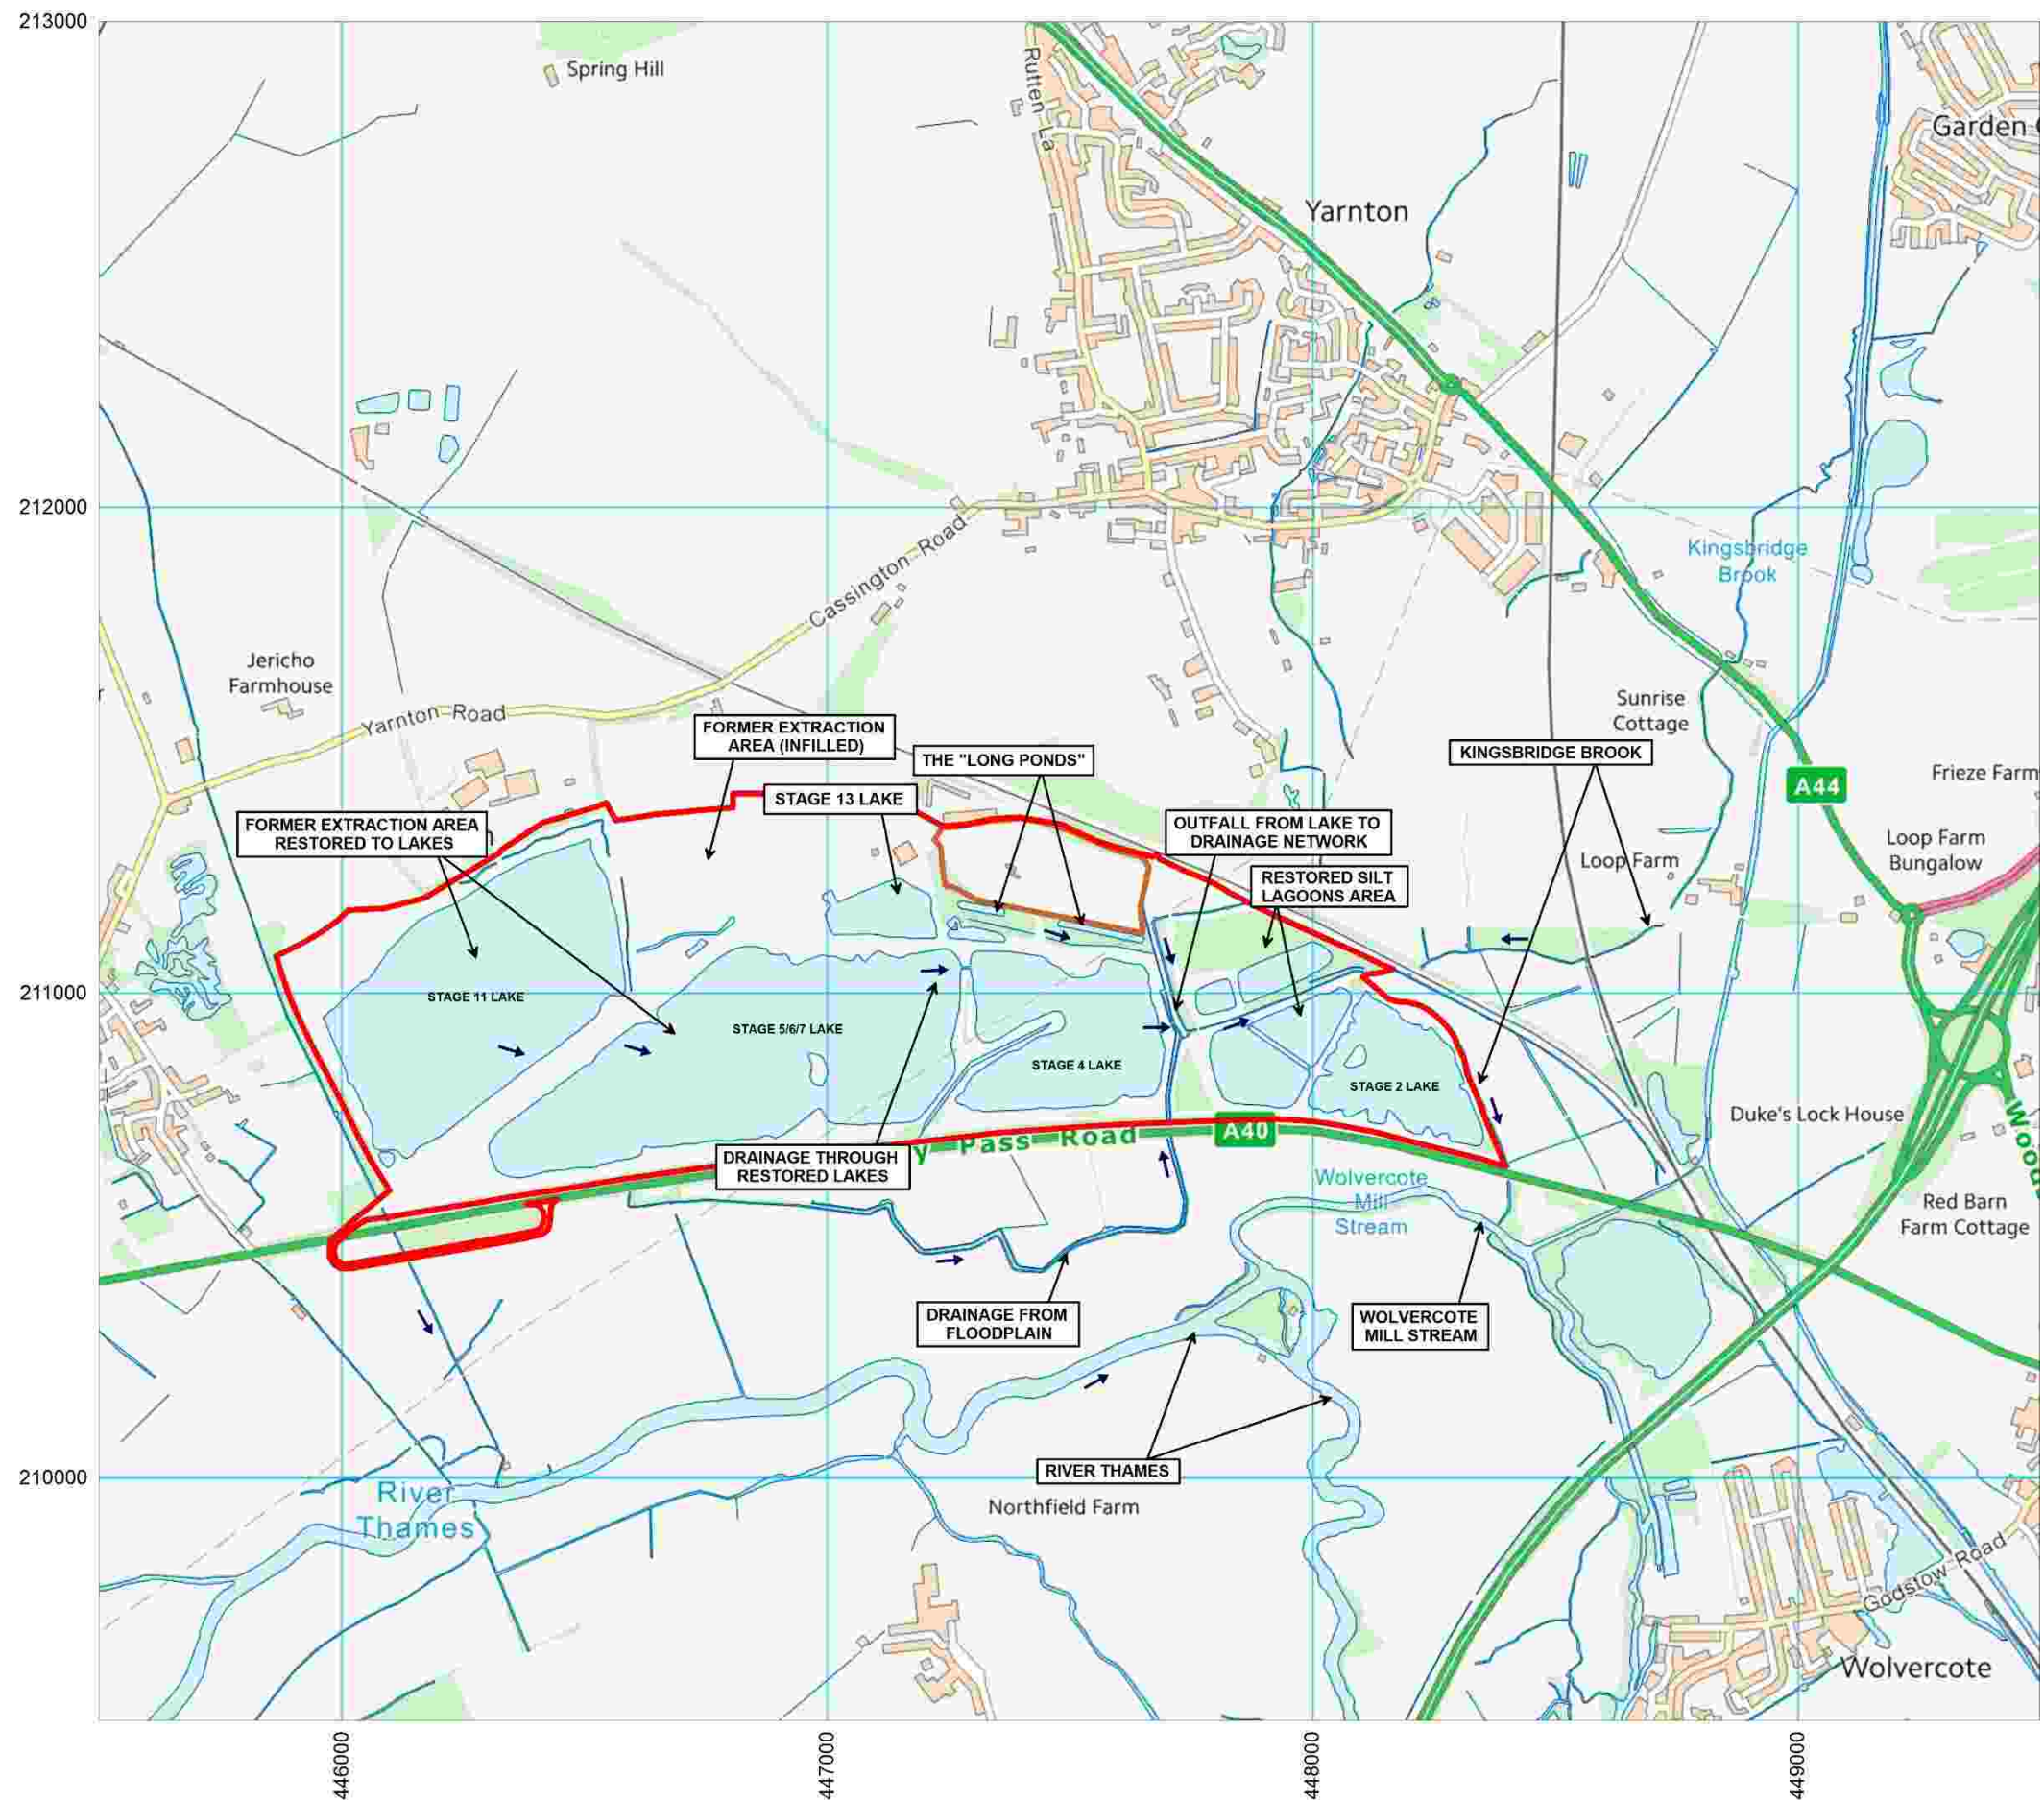 213000
Spring Hill
Rutten La
Garden
Yarnton
212000
Kingsbridge
Brook
Cassington Road
Jericho
Farmhouse
Yarnton Road
Sunrise
Cottage
FORMER EXTRACTION
AREA (INFILLED)
THE "LONG PONDS"
KINGSBRIDGE BROOK
Frieze Farm
A44
STAGE 13 LAKE
FORMER EXTRACTION AREA
RESTORED TO LAKES
OUTFALL FROM LAKE TO
DRAINAGE NETWORK
Loop Farm
Bungalow
Loop Farm
RESTORED SILT
LAGOONS AREA
211000
STAGE 11 LAKE
STAGE 5/6/7 LAKE
STAGE 4 LAKE
STAGE 2 LAKE
Duke's Lock House
A40
y Pass Road
DRAINAGE THROUGH
RESTORED LAKES
Wolvercote
Mill
Stream
Red Barn
Farm Cottage
DRAINAGE FROM
FLOODPLAIN
WOLVERCOTE
MILL STREAM
RIVER THAMES
210000
River
Thames
Northfield Farm
Godstow Road
Wolvercote
446000
447000
448000
449000